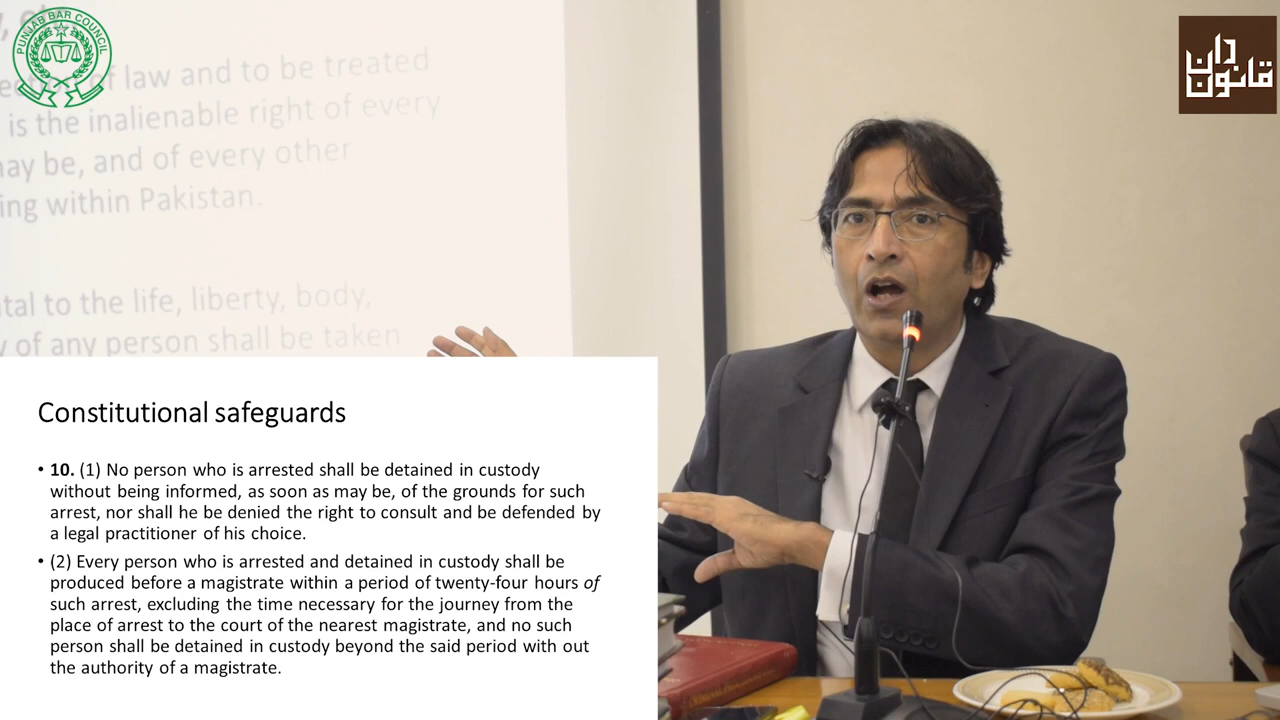 PUNJAB BAR COUNCIL
of law and to be treated
is the inalienable right of every
may be, and of every other
within Pakistan.
to the life, liberty, body,
of any person shall be taken
قانون دان
Constitutional safeguards
• 10. (1) No person who is arrested shall be detained in custody
without being informed, as soon as may be, of the grounds for such
arrest, nor shall he be denied the right to consult and be defended by
a legal practitioner of his choice.
• (2) Every person who is arrested and detained in custody shall be
produced before a magistrate within a period of twenty-four hours of
such arrest, excluding the time necessary for the journey from the
place of arrest to the court of the nearest magistrate, and no such
person shall be detained in custody beyond the said period with out
the authority of a magistrate.